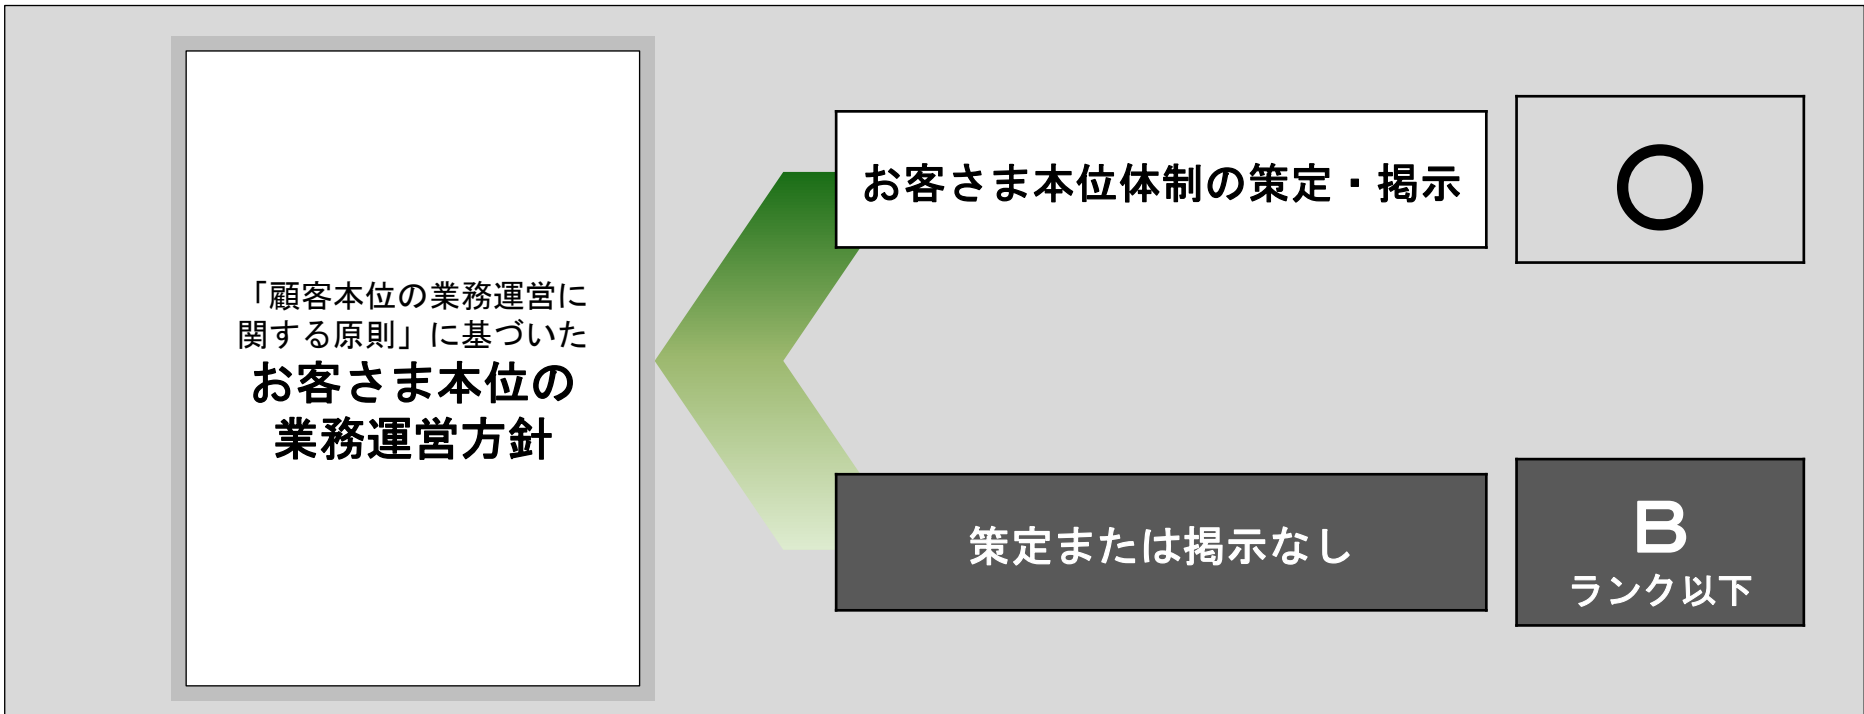 「顧客本位の業務運営に
関する原則」に基づいた
お客さま本位の
業務運営方針
お客さま本位体制の策定・掲示
〇
策定または掲示なし
B
ランク以下